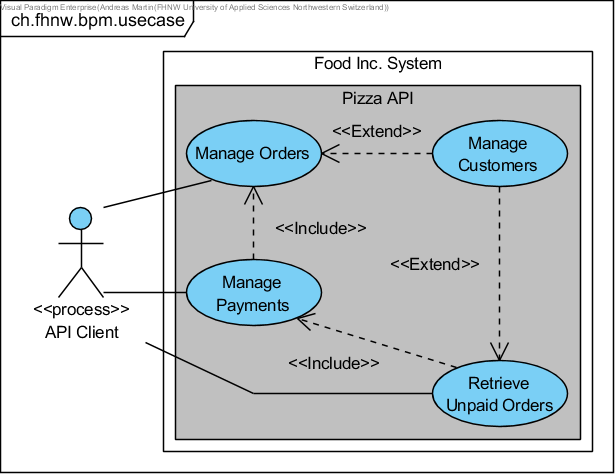 Visual Paradigm Enterprise(Andreas Martin(FHNW University of Applied Sciences Northwestern Switzerland))
ch.fhnw.bpm.usecase
Food Inc. System
Pizza API
<<Extend>>
Manage Orders
Manage
Customers
<<Include>>
<<Extend>>
Manage
Payments
<<process>>
API Client
<<Include>>
Retrieve
Unpaid Orders